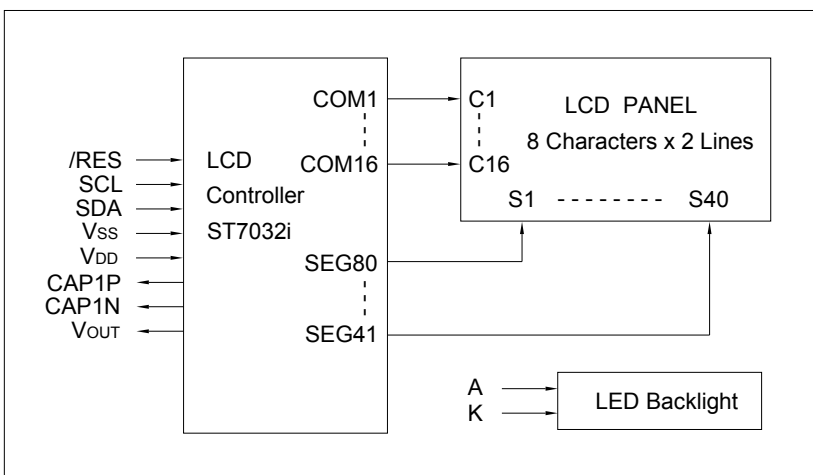 /RES
SCL
SDA
VSS
VDD
CAP1P
CAP1N
VOUT
LCD
Controller
ST7032i
COM1
COM16
SEG80
SEG41
C1
C16
LCD PANEL
8 Characters x 2 Lines
S1 - - - - - - - - S40
A
K
LED Backlight